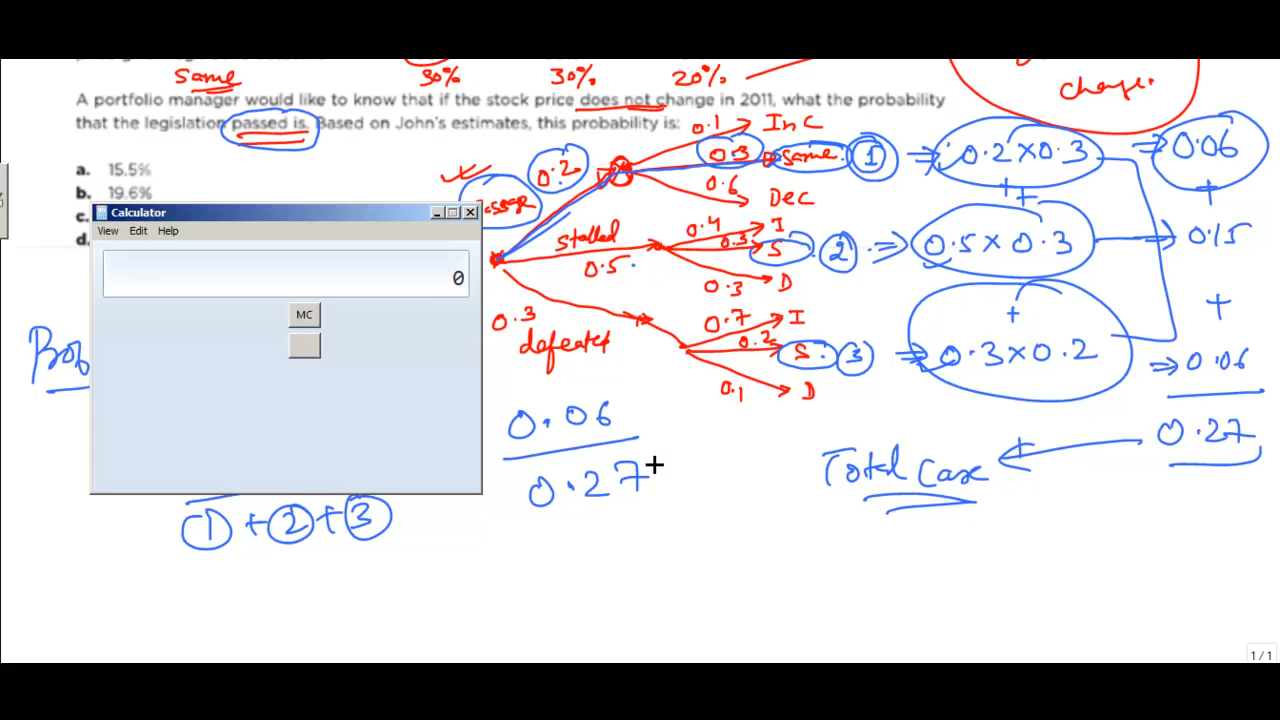 Same 30% 30% 20%
change.
A portfolio manager would like to know that if the stock price does not change in 2011, what the probability
that the legislation passed is. Based on John's estimates, this probability is:
a. 15.5%
b. 19.6%
c.
d.
0.2
0.1 Inc
0.3 Same. 1 ⇒ 0.2×0.3 ⇒ 0.06
0.6 Dec
+ + +
Stalled 0.5
0.4 I
0.3 S 2 ⇒ 0.5×0.3 → 0.15
0.3 D
+ +
0.3 defeated
0.7 I
0.2 S. 3 ⇒ 0.3×0.2 ⇒ 0.06
0.1 D
0.27
Total Case
0.06
0.27
1 + 2 + 3
Calculator
View Edit Help
0
MC
1/1